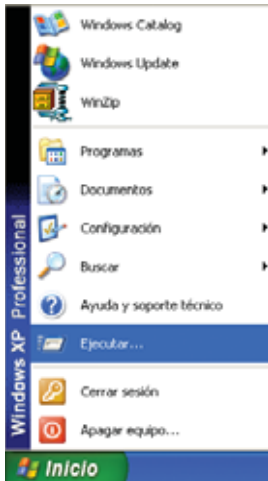 Windows Catalog
Windows Update
WinZip
Programas
Documentos
Configuración
Buscar
Ayuda y soporte técnico
Ejecutar...
Cerrar sesión
Apagar equipo...
Windows XP Professional
Inicio